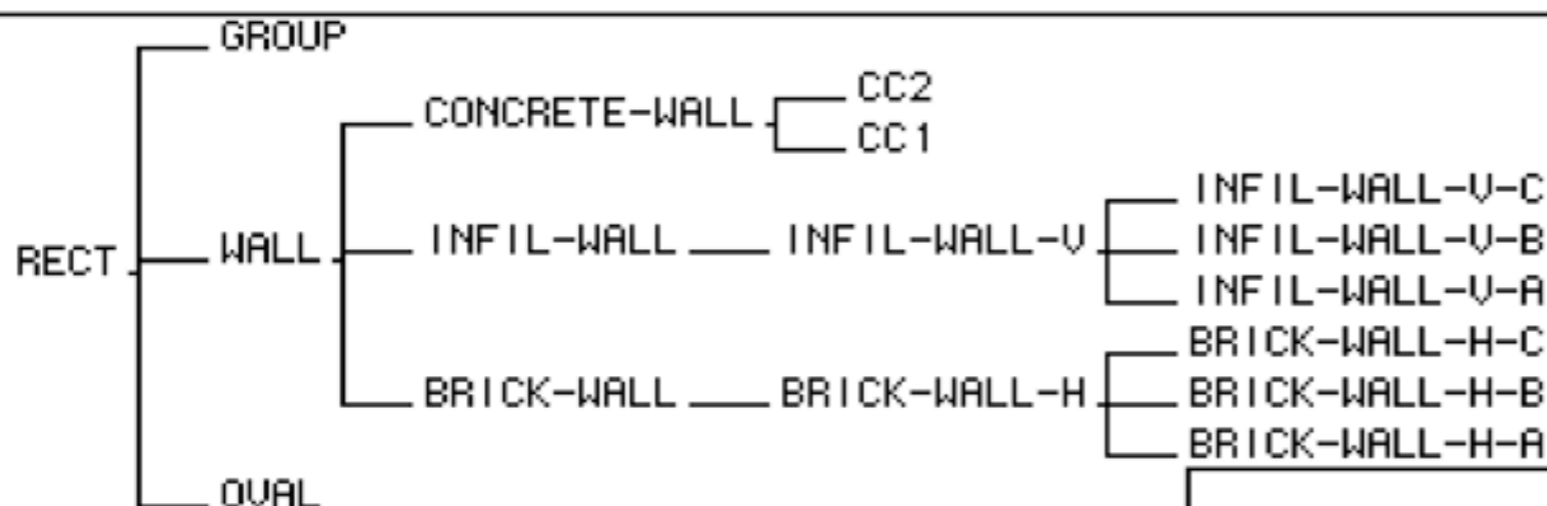 GROUP
CC2
CONCRETE-WALL
CC1
INFIL-WALL-V-C
RECT WALL INFIL-WALL INFIL-WALL-V INFIL-WALL-V-B
INFIL-WALL-V-A
BRICK-WALL-H-C
BRICK-WALL BRICK-WALL-H BRICK-WALL-H-B
BRICK-WALL-H-A
OVAL